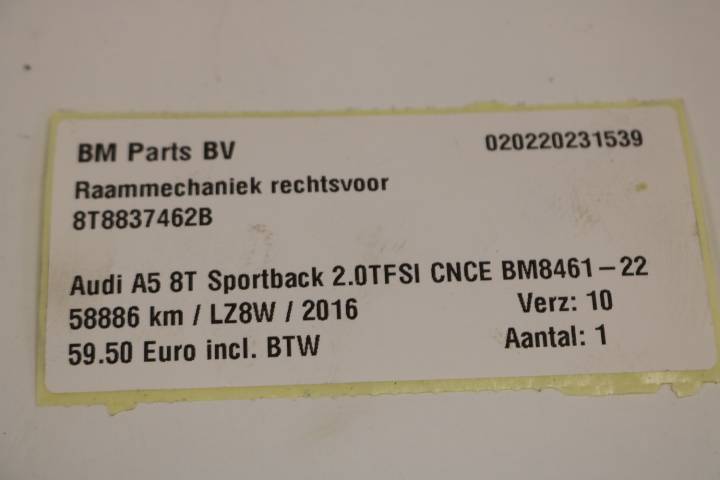 BM Parts BV 020220231539
Raammechaniek rechtsvoor
8T8837462B
Audi A5 8T Sportback 2.0TFSI CNCE BM8461-22
58886 km / LZ8W / 2016 Verz: 10
59.50 Euro incl. BTW Aantal: 1